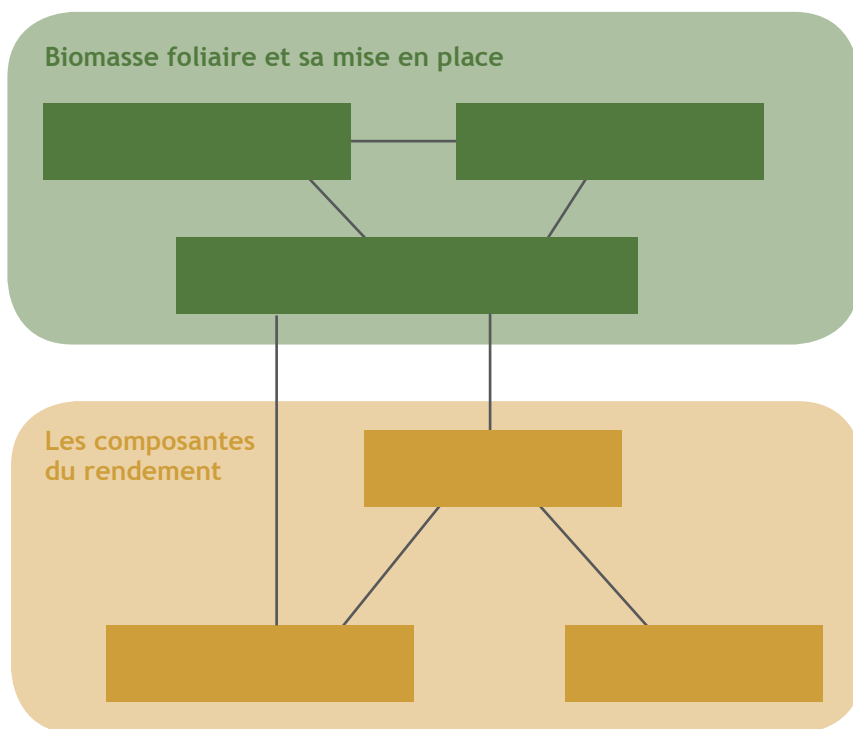 Biomasse foliaire et sa mise en place
Les composantes
du rendement